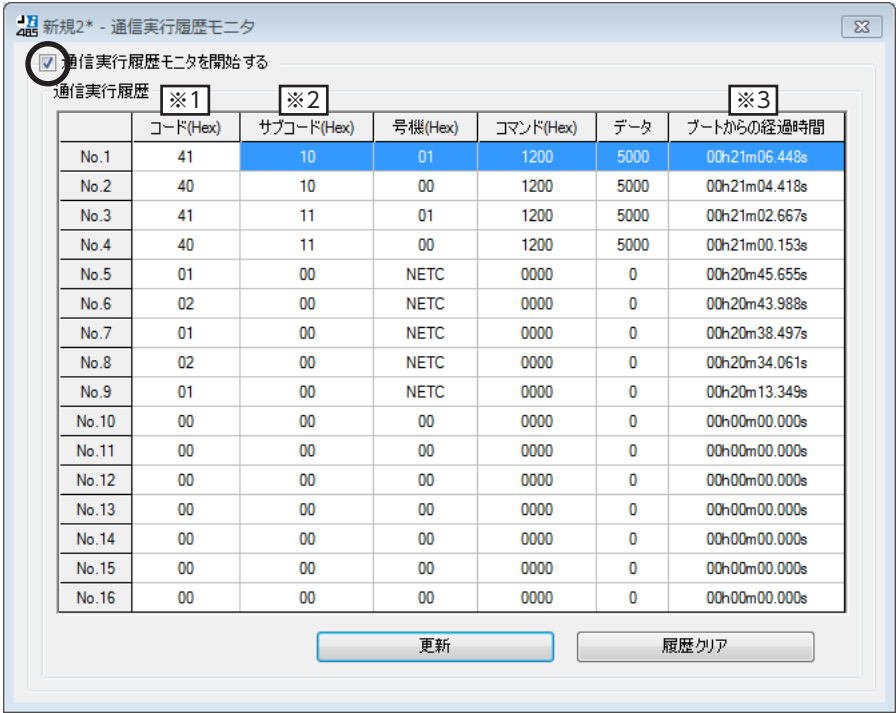 新規2* - 通信実行履歴モニタ
通信実行履歴モニタを開始する
通信実行履歴
※1 ※2 ※3
コード(Hex) サブコード(Hex) 号機(Hex) コマンド(Hex) データ ブートからの経過時間
No.1 41 10 01 1200 5000 00h21m06.448s
No.2 40 10 00 1200 5000 00h21m04.418s
No.3 41 11 01 1200 5000 00h21m02.667s
No.4 40 11 00 1200 5000 00h21m00.153s
No.5 01 00 NETC 0000 0 00h20m45.655s
No.6 02 00 NETC 0000 0 00h20m43.988s
No.7 01 00 NETC 0000 0 00h20m38.497s
No.8 02 00 NETC 0000 0 00h20m34.061s
No.9 01 00 NETC 0000 0 00h20m13.349s
No.10 00 00 00 0000 0 00h00m00.000s
No.11 00 00 00 0000 0 00h00m00.000s
No.12 00 00 00 0000 0 00h00m00.000s
No.13 00 00 00 0000 0 00h00m00.000s
No.14 00 00 00 0000 0 00h00m00.000s
No.15 00 00 00 0000 0 00h00m00.000s
No.16 00 00 00 0000 0 00h00m00.000s
更新 履歴クリア